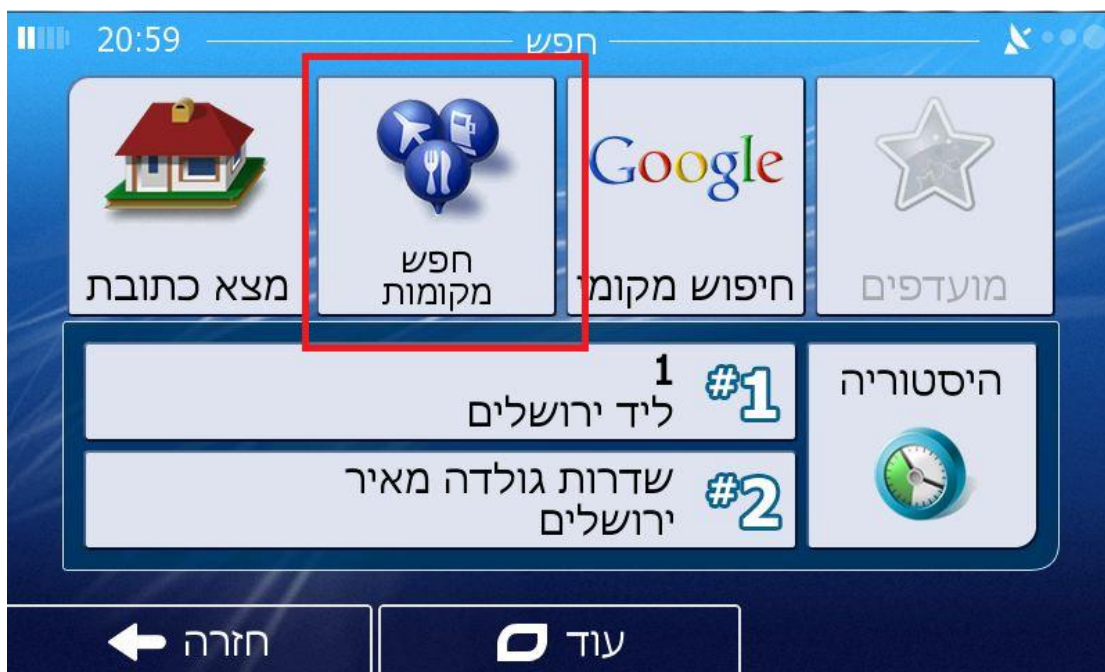 20:59
חפש
מועדפים
Google
חיפוש מקומי
חפש
מקומות
מצא כתובת
היסטוריה
#1
1
ליד ירושלים
#2
שדרות גולדה מאיר
ירושלים
עוד
חזרה